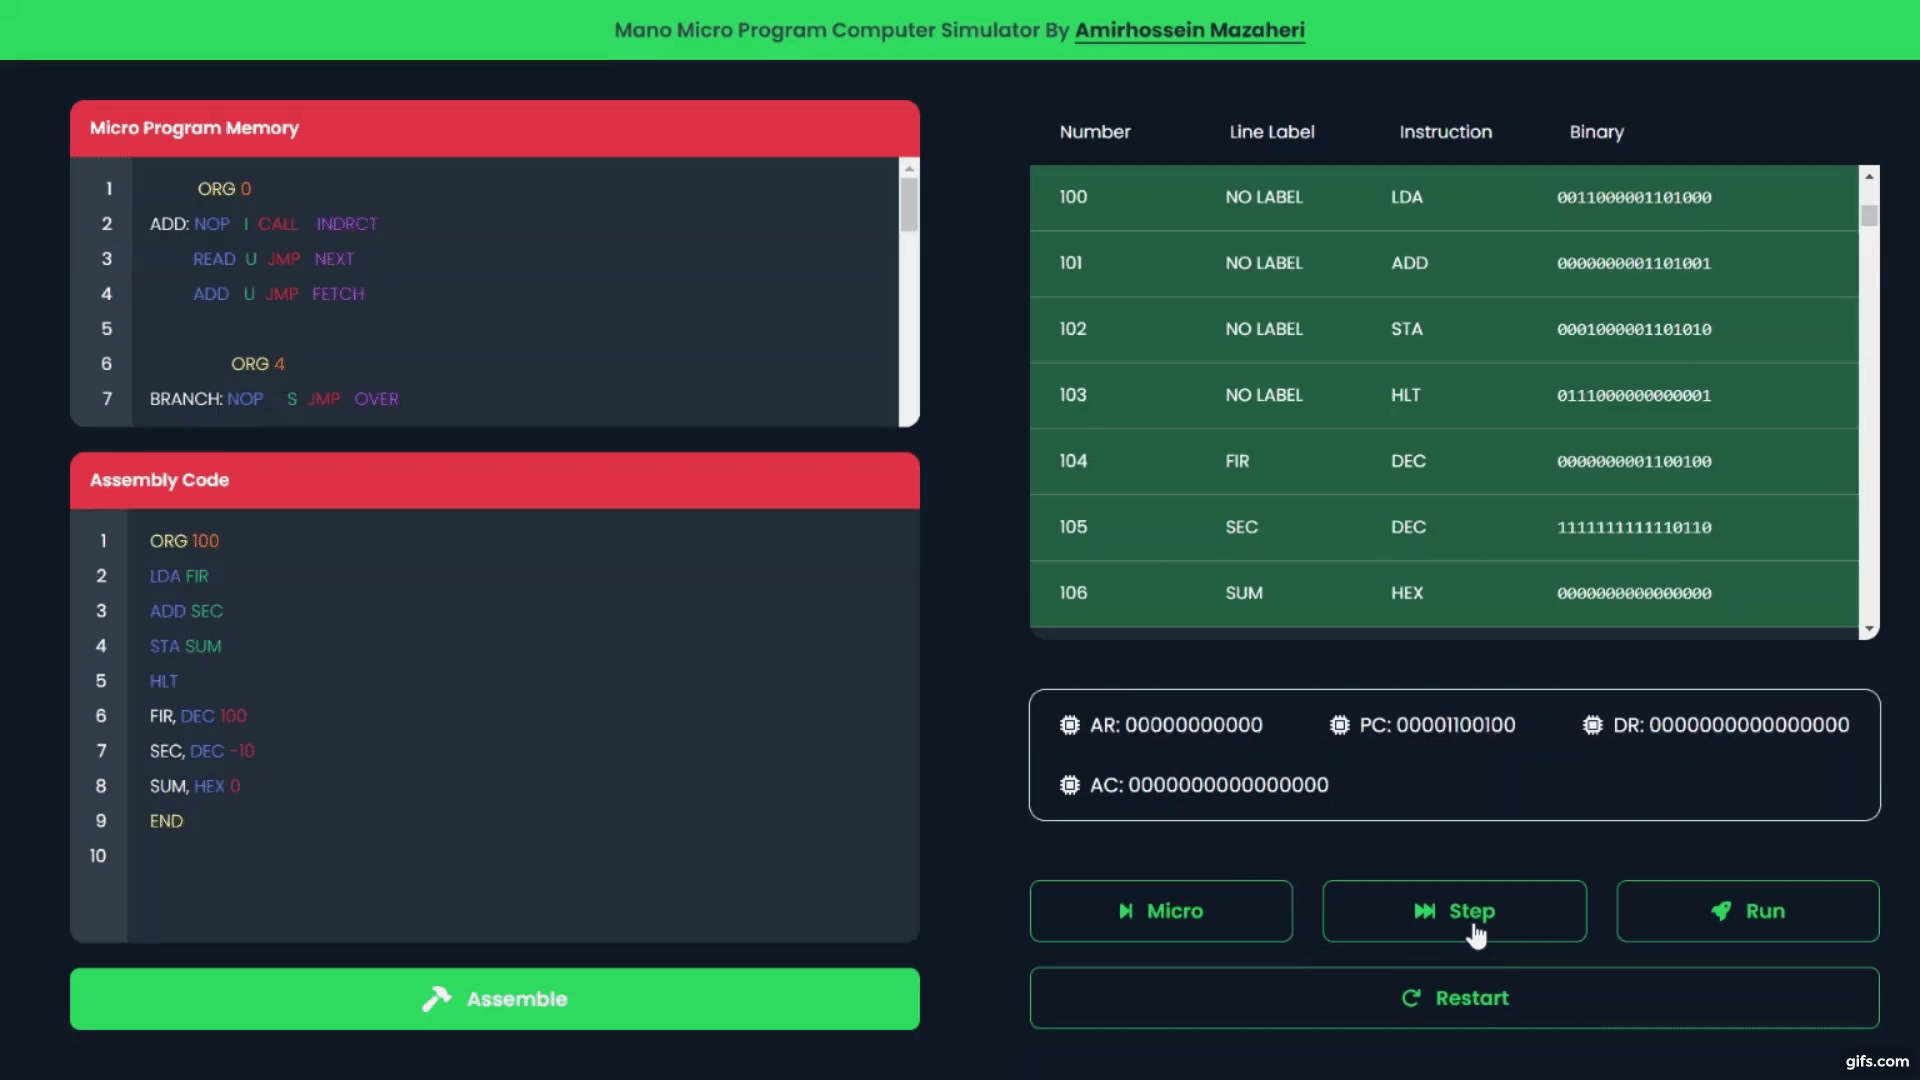 Mano Micro Program Computer Simulator By Amirhossein Mazaheri
Micro Program Memory
1 ORG 0
2 ADD: NOP I CALL INDRCT
3 READ U JMP NEXT
4 ADD U JMP FETCH
5
6 ORG 4
7 BRANCH: NOP S JMP OVER
Assembly Code
1 ORG 100
2 LDA FIR
3 ADD SEC
4 STA SUM
5 HLT
6 FIR, DEC 100
7 SEC, DEC -10
8 SUM, HEX 0
9 END
10
Assemble
Number Line Label Instruction Binary
100 NO LABEL LDA 0011000001101000
101 NO LABEL ADD 0000000001101001
102 NO LABEL STA 0001000001101010
103 NO LABEL HLT 0111000000000001
104 FIR DEC 0000000001100100
105 SEC DEC 1111111111110110
106 SUM HEX 0000000000000000
AR: 00000000000 PC: 00001100100 DR: 0000000000000000
AC: 0000000000000000
Micro Step Run
Restart
gifs.com